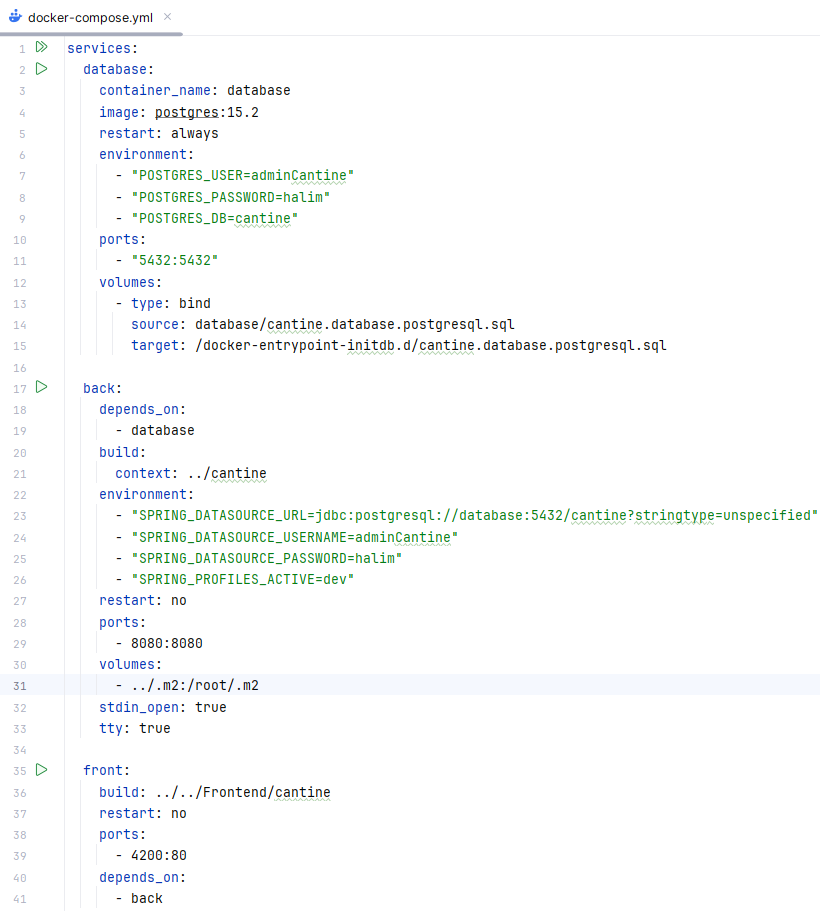 docker-compose.yml
1 services:
2   database:
3     container_name: database
4     image: postgres:15.2
5     restart: always
6     environment:
7       - "POSTGRES_USER=adminCantine"
8       - "POSTGRES_PASSWORD=halim"
9       - "POSTGRES_DB=cantine"
10     ports:
11       - "5432:5432"
12     volumes:
13       - type: bind
14         source: database/cantine.database.postgresql.sql
15         target: /docker-entrypoint-initdb.d/cantine.database.postgresql.sql
16
17   back:
18     depends_on:
19       - database
20     build:
21       context: ../cantine
22     environment:
23       - "SPRING_DATASOURCE_URL=jdbc:postgresql://database:5432/cantine?stringtype=unspecified"
24       - "SPRING_DATASOURCE_USERNAME=adminCantine"
25       - "SPRING_DATASOURCE_PASSWORD=halim"
26       - "SPRING_PROFILES_ACTIVE=dev"
27     restart: no
28     ports:
29       - 8080:8080
30     volumes:
31       - ../.m2:/root/.m2
32     stdin_open: true
33     tty: true
34
35   front:
36     build: ../../Frontend/cantine
37     restart: no
38     ports:
39       - 4200:80
40     depends_on:
41       - back